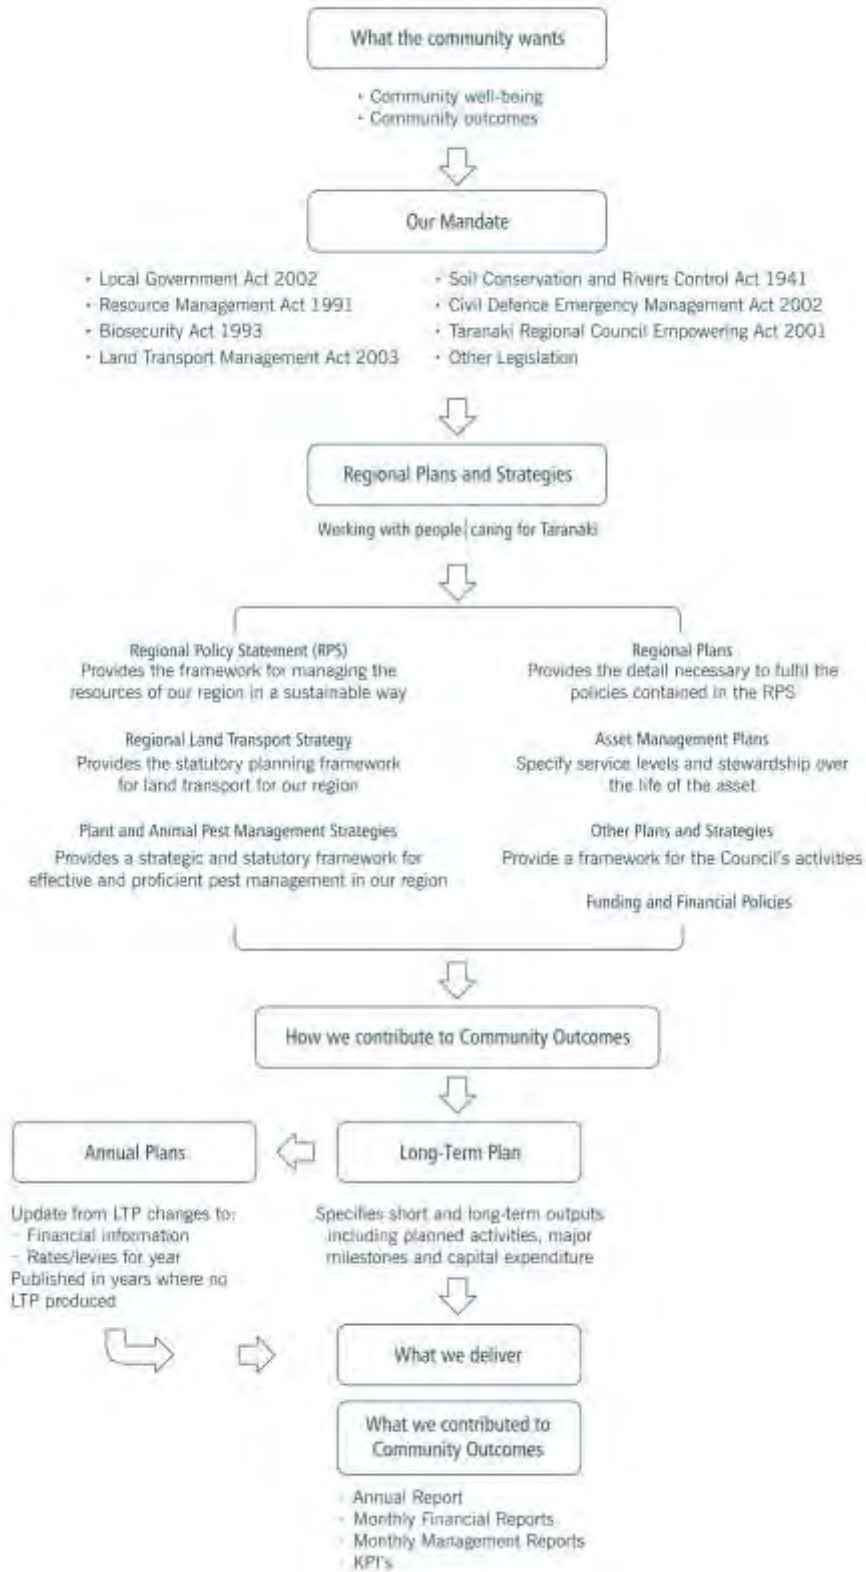 What the community wants
· Community well-being
· Community outcomes
Our Mandate
· Local Government Act 2002
· Resource Management Act 1991
· Biosecurity Act 1993
· Land Transport Management Act 2003
· Soil Conservation and Rivers Control Act 1941
· Civil Defence Emergency Management Act 2002
· Taranaki Regional Council Empowering Act 2001
· Other Legislation
Regional Plans and Strategies
Working with people | caring for Taranaki
Regional Policy Statement (RPS)
Provides the framework for managing the
resources of our region in a sustainable way
Regional Land Transport Strategy
Provides the statutory planning framework
for land transport for our region
Plant and Animal Pest Management Strategies
Provides a strategic and statutory framework for
effective and proficient pest management in our region
Regional Plans
Provides the detail necessary to fulfil the
policies contained in the RPS
Asset Management Plans
Specify service levels and stewardship over
the life of the asset
Other Plans and Strategies
Provide a framework for the Council's activities
Funding and Financial Policies
How we contribute to Community Outcomes
Annual Plans
Update from LTP changes to:
- Financial information
- Rates/levies for year
Published in years where no
LTP produced
Long-Term Plan
Specifies short and long-term outputs
including planned activities, major
milestones and capital expenditure
What we deliver
What we contributed to
Community Outcomes
· Annual Report
· Monthly Financial Reports
· Monthly Management Reports
· KPI's